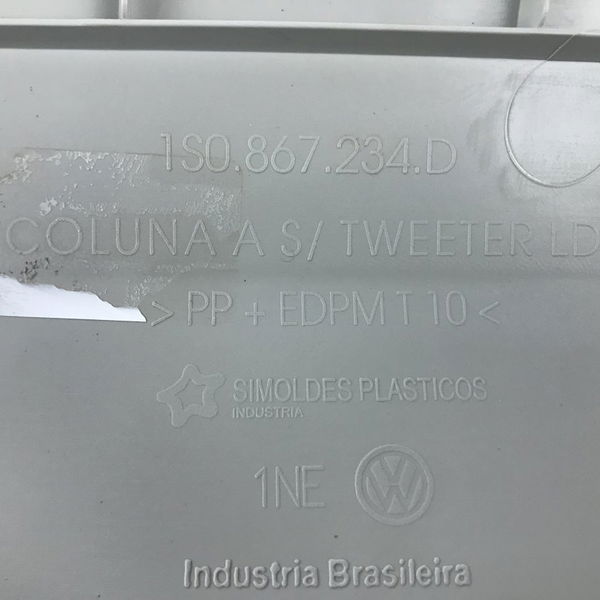 1S0.867.234.D
COLUNA A S/ TWEETER LD
> PP + EDPM T 10 <
SIMOLDES PLASTICOS
INDUSTRIA
1NE
Industria Brasileira